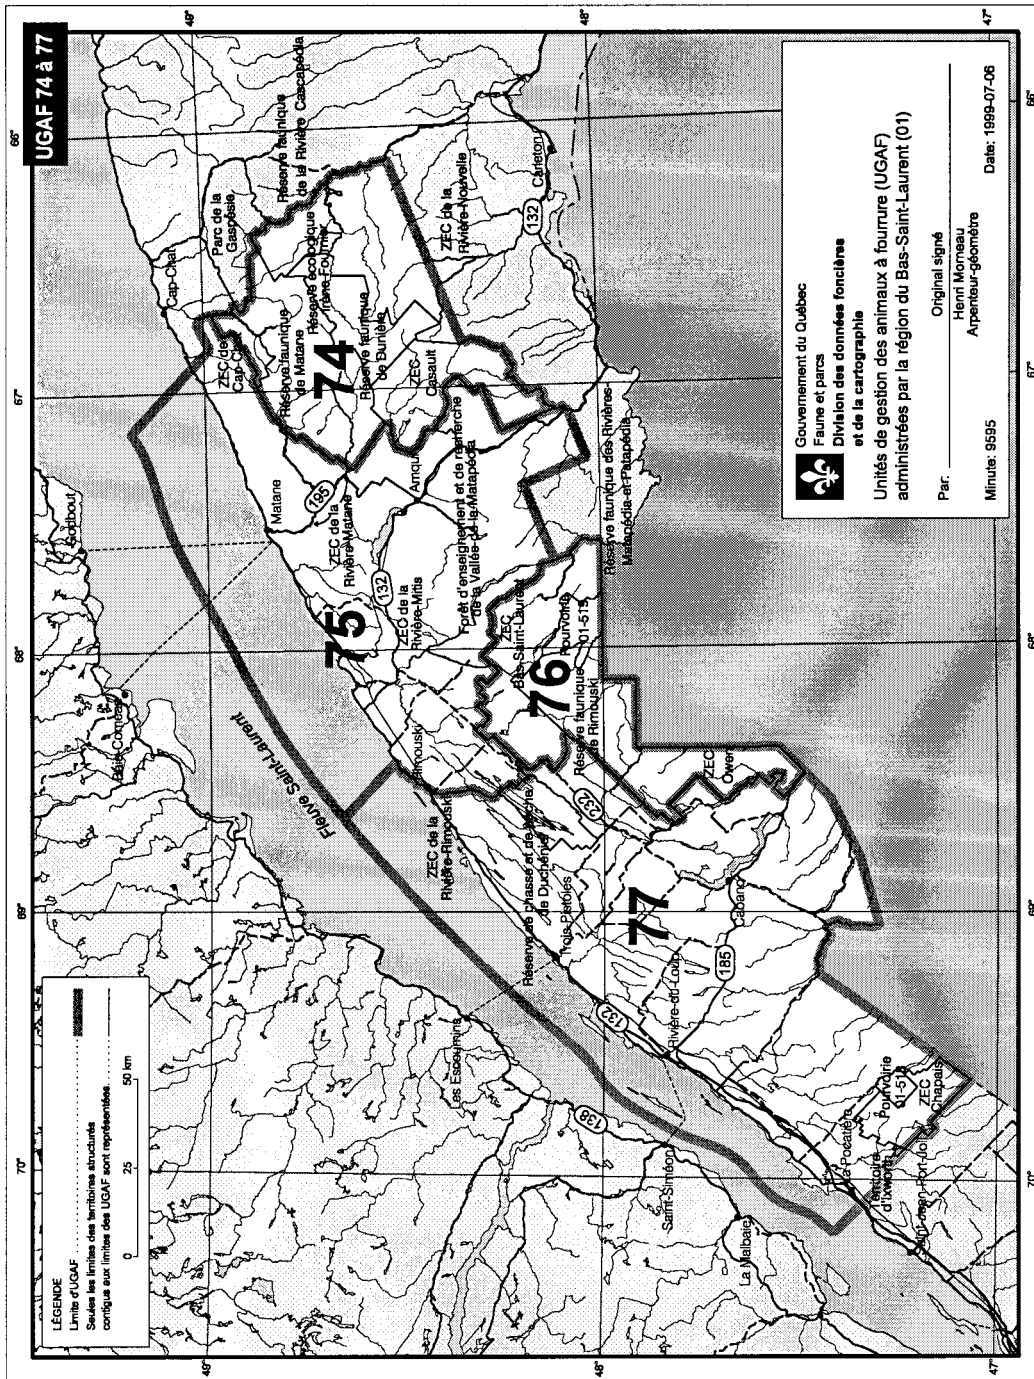 UGAF 74 à 77
LÉGENDE
Limite d'UGAF
Seules les limites des territoires structurés
contigus aux limites des UGAF sont représentées
0 25 50 km
70°
69°
68°
67°
66°
49°
48°
47°
Godbout
Baie-Comeau
Fleuve Saint-Laurent
Les Escoumins
138
Saint-Siméon
La Malbaie
Cap-Chat
Parc de la
Gaspésie
Réserve faunique
de la Rivière Cascapédia
ZEC de
Cap-Chat
Réserve faunique
de Matane
Réserve écologique
Irène-Fournier
74
Réserve faunique
de Dunière
ZEC
Casault
ZEC de la
Rivière-Nouvelle
Carleton
132
Matane
195
ZEC de la
Rivière-Matane
Amqui
75
132
ZEC de la
Rivière-Mitis
Forêt d'enseignement et de recherche
de la Vallée-de-la-Matapédia
Réserve faunique des Rivières-
Matapédia-et-Patapédia
Rimouski
ZEC de la
Rivière-Rimouski
ZEC
Bas-Saint-Laurent
76
Pourvoirie
01-515
Réserve faunique
de Rimouski
Réserve de chasse et de pêche
de Duchénier
232
ZEC
Owen
Trois-Pistoles
77
Cabano
185
Rivière-du-Loup
132
La Pocatière
Territoire
d'Ixworth
Saint-Jean-Port-Joli
Pourvoirie
ZEC
Chapais
Gouvernement du Québec
Faune et parcs
Division des données foncières
et de la cartographie
Unités de gestion des animaux à fourrure (UGAF)
administrées par la région du Bas-Saint-Laurent (01)
Par: Original signé
Henri Morneau
Arpenteur-géomètre
Minute: 9595 Date: 1999-07-06
70°
69°
68°
67°
66°
49°
48°
47°